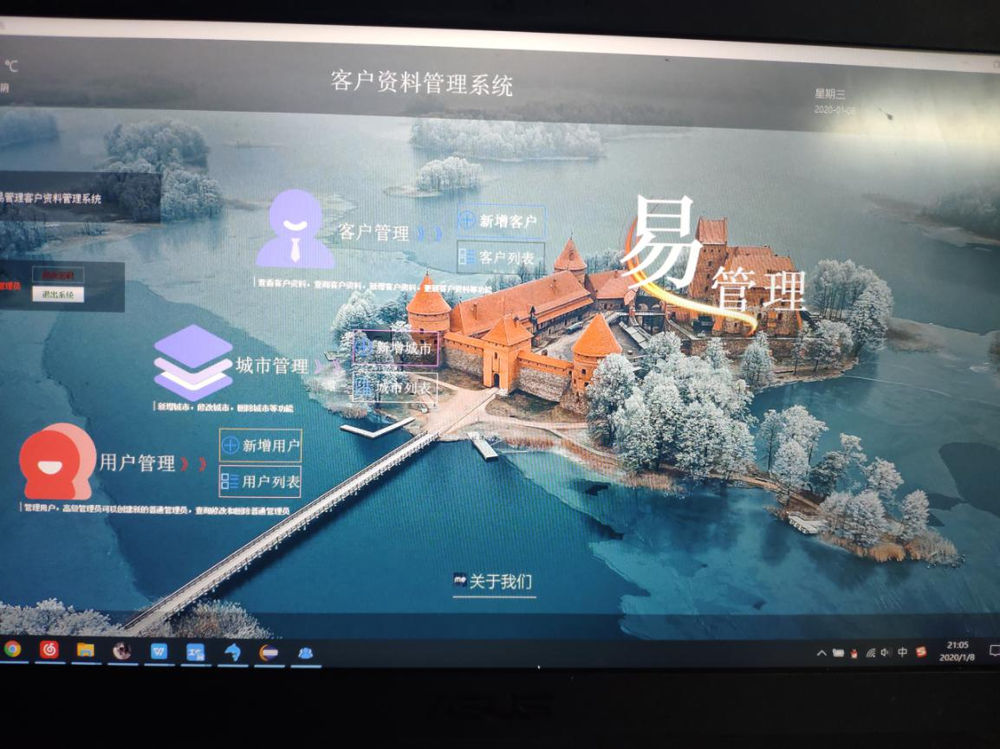 ℃
阴
客户资料管理系统
星期三
2020-01-08
易管理客户资料管理系统
管理员
退出系统
客户管理
新增客户
客户列表
查看客户资料，查询客户资料，新增客户资料，更新客户资料等功能
易
管理
城市管理
新增城市
城市列表
新增城市，修改城市，删除城市等功能
用户管理
新增用户
用户列表
管理用户，高级管理员可以创建新的普通管理员，查询修改和删除普通管理员
me 关于我们
中
21:05
2020/1/8